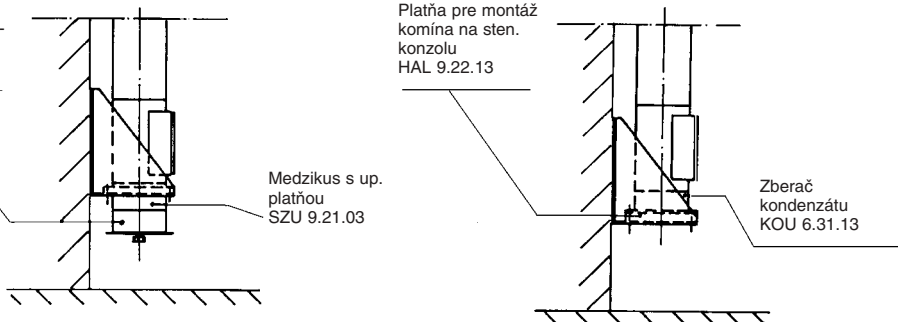 Platňa pre montáž
komína na sten.
konzolu
HAL 9.22.13
Medzikus s up.
platňou
SZU 9.21.03
Zberač
kondenzátu
KOU 6.31.13